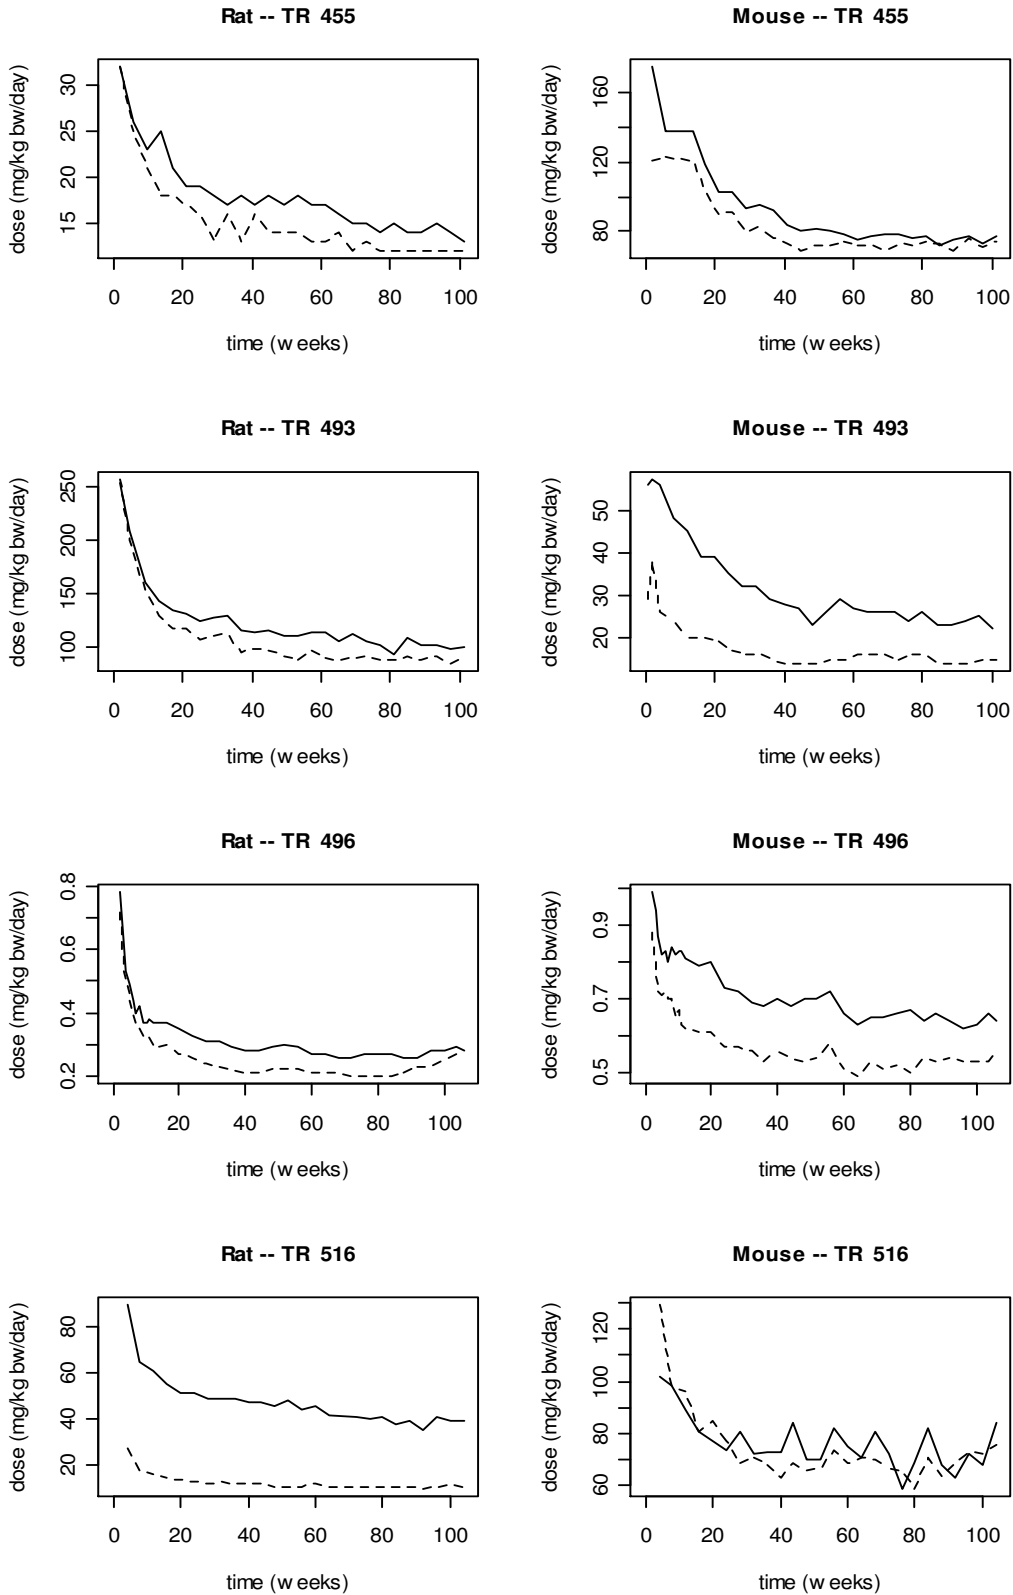 Rat -- TR 455
Mouse -- TR 455
dose (mg/kg bw/day)
15 20 25 30
0 20 40 60 80 100
time (weeks)
dose (mg/kg bw/day)
80 120 160
0 20 40 60 80 100
time (weeks)
Rat -- TR 493
Mouse -- TR 493
dose (mg/kg bw/day)
100 150 200 250
0 20 40 60 80 100
time (weeks)
dose (mg/kg bw/day)
20 30 40 50
0 20 40 60 80 100
time (weeks)
Rat -- TR 496
Mouse -- TR 496
dose (mg/kg bw/day)
0.2 0.4 0.6 0.8
0 20 40 60 80 100
time (weeks)
dose (mg/kg bw/day)
0.5 0.7 0.9
0 20 40 60 80 100
time (weeks)
Rat -- TR 516
Mouse -- TR 516
dose (mg/kg bw/day)
20 40 60 80
0 20 40 60 80 100
time (weeks)
dose (mg/kg bw/day)
60 80 100 120
0 20 40 60 80 100
time (weeks)